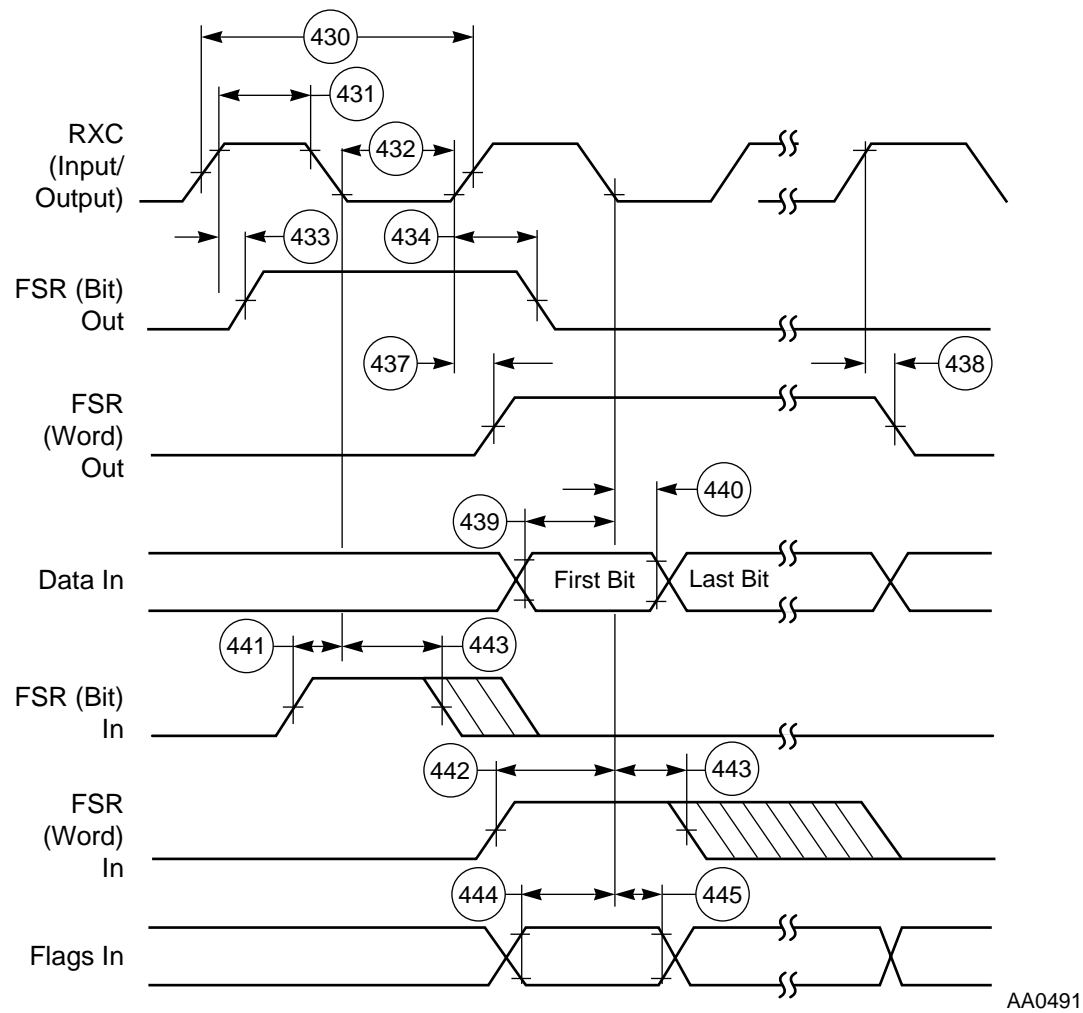 430
431
RXC
(Input/
Output)
432
433
434
FSR (Bit)
Out
437
438
FSR
(Word)
Out
440
439
Data In
First Bit
Last Bit
441
443
FSR (Bit)
In
442
443
FSR
(Word)
In
444
445
Flags In
AA0491